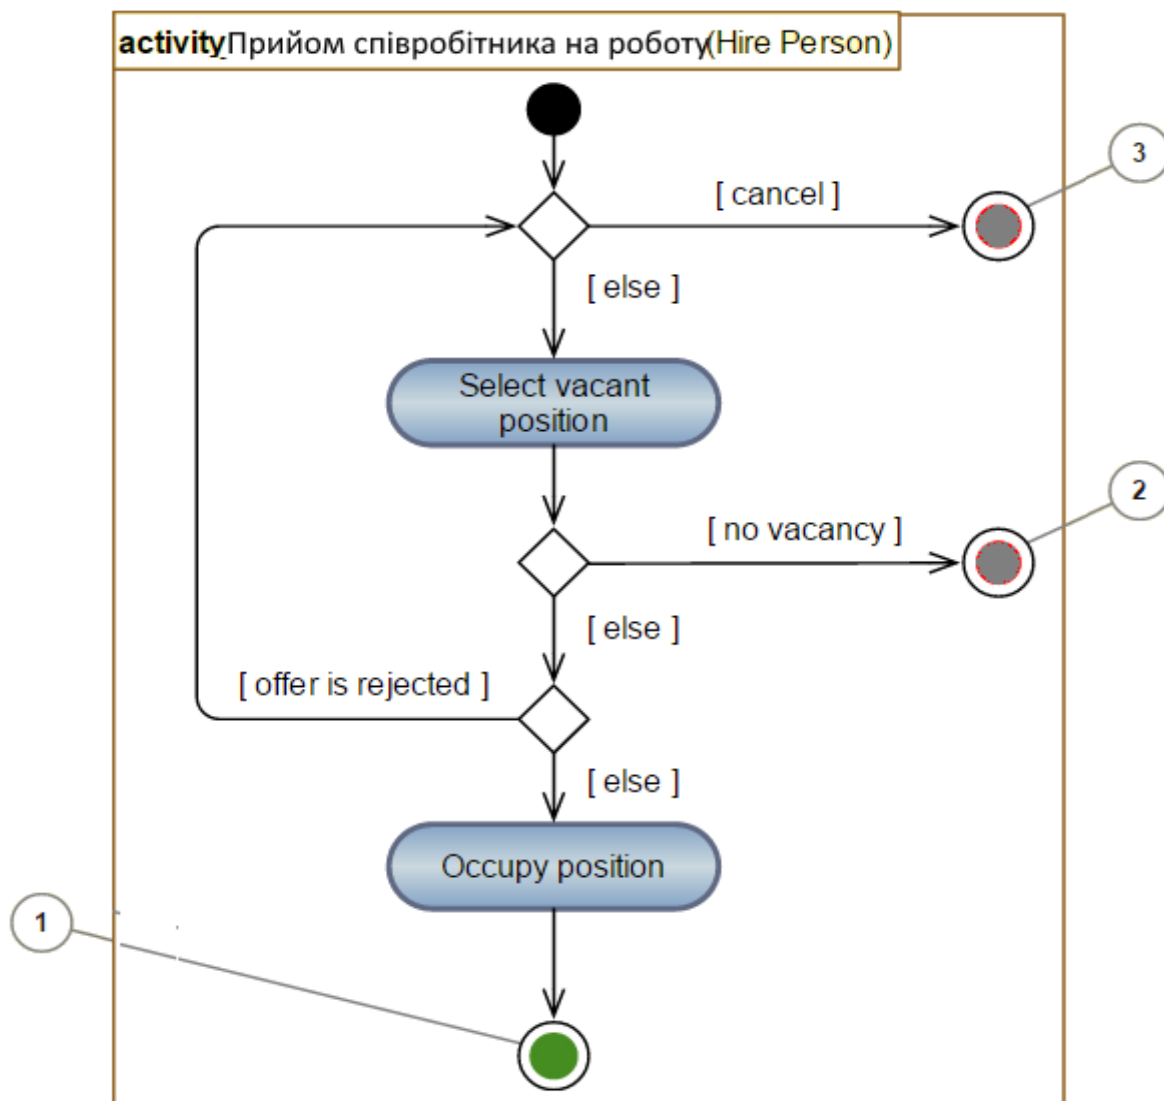 activity Прийом співробітника на роботу(Hire Person)
3
[ cancel ]
[ else ]
Select vacant
position
2
[ no vacancy ]
[ else ]
[ offer is rejected ]
[ else ]
Occupy position
1